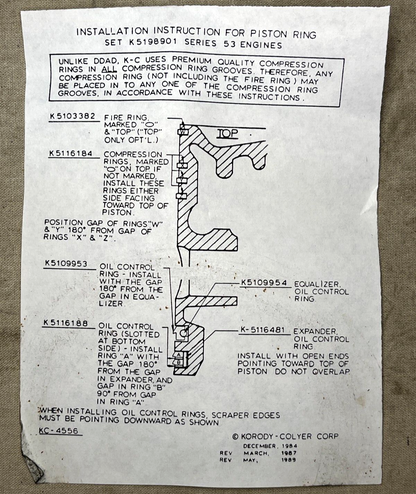 INSTALLATION INSTRUCTION FOR PISTON RING
SET K5198901 SERIES 53 ENGINES
UNLIKE DDAD, K-C USES PREMIUM QUALITY COMPRESSION
RINGS IN ALL COMPRESSION RING GROOVES. THEREFORE, ANY
COMPRESSION RING (NOT INCLUDING THE FIRE RING) MAY
BE PLACED IN TO ANY ONE OF THE COMPRESSION RING
GROOVES, IN ACCORDANCE WITH THESE INSTRUCTIONS.
K5103382
FIRE RING,
MARKED "O"
& "TOP" ("TOP"
ONLY OPT'L.)
TOP
K5116184
COMPRESSION
RINGS, MARKED
"O" ON TOP IF
NOT MARKED,
INSTALL THESE
RINGS EITHER
SIDE FACING
TOWARD TOP OF
PISTON.
POSITION GAP OF RINGS "W"
& "Y" 180° FROM GAP OF
RINGS "X" & "Z".
K5109953
OIL CONTROL
RING - INSTALL
WITH THE GAP
180° FROM THE
GAP IN EQUA-
LIZER
K5109954
EQUALIZER,
OIL CONTROL
RING
K5116188
OIL CONTROL
RING (SLOTTED
AT BOTTOM
SIDE) - INSTALL
RING "A" WITH
THE GAP 180°
FROM THE GAP
IN EXPANDER, AND
GAP IN RING "B"
90° FROM GAP
IN RING "A"
K-5116481
EXPANDER,
OIL CONTROL
RING
INSTALL WITH OPEN ENDS
POINTING TOWARD TOP OF
PISTON DO NOT OVERLAP.
WHEN INSTALLING OIL CONTROL RINGS, SCRAPER EDGES
MUST BE POINTING DOWNWARD AS SHOWN
KC-4556
© KORODY-COLYER CORP.
DECEMBER, 1984
REV MARCH, 1987
REV MAY, 1989